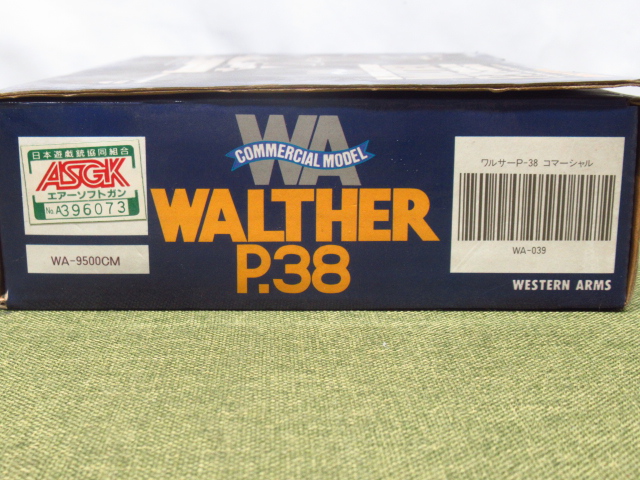 日本遊戯銃協同組合
ASGK
エアーソフトガン
No.A396073
WA-9500CM
WA
COMMERCIAL MODEL
WALTHER
P.38
ワルサーP-38 コマーシャル
WA-039
WESTERN ARMS